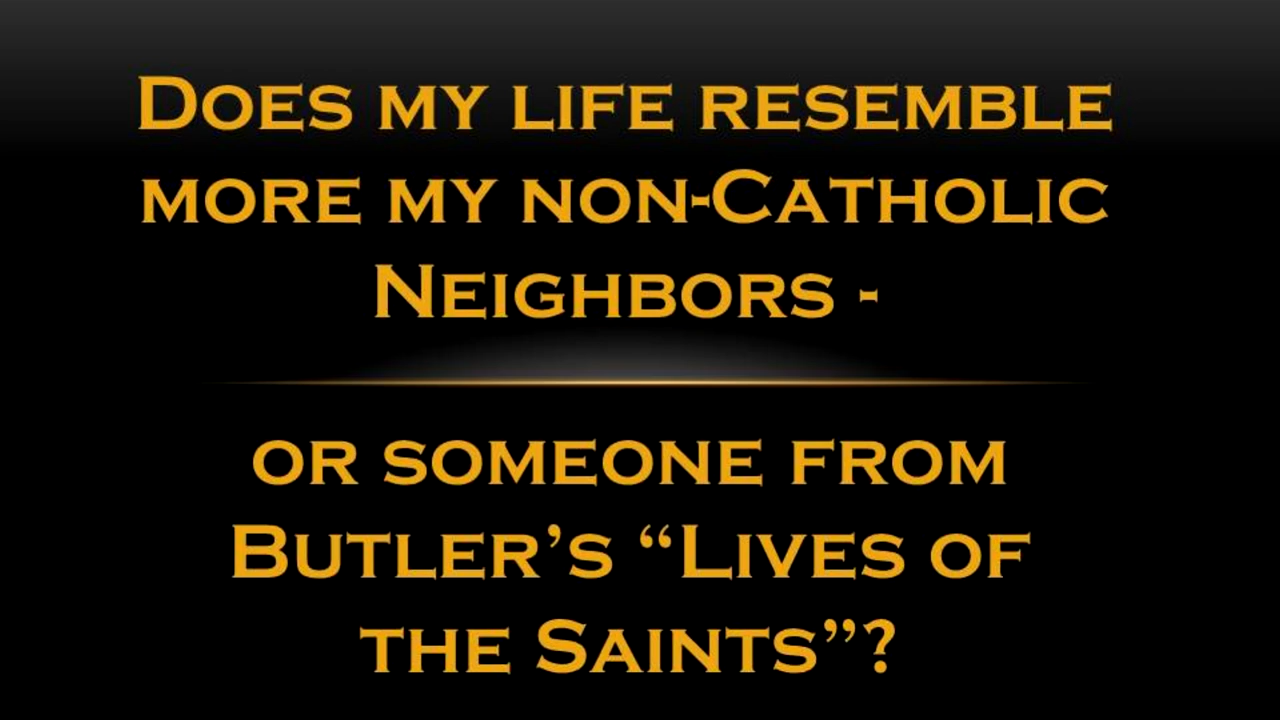 Does my life resemble
more my non-Catholic
Neighbors -
or someone from
Butler’s “Lives of
the Saints”?